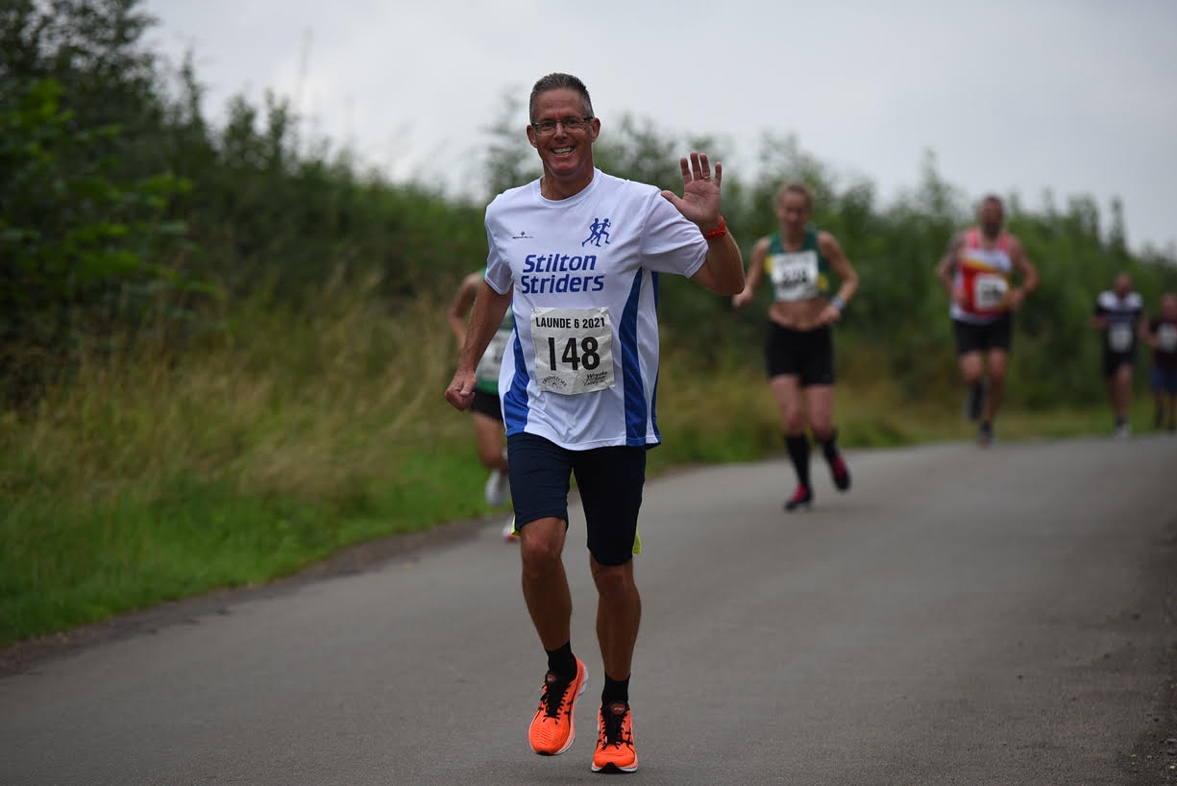 Stilton
Striders
LAUNDE 6 2021
148